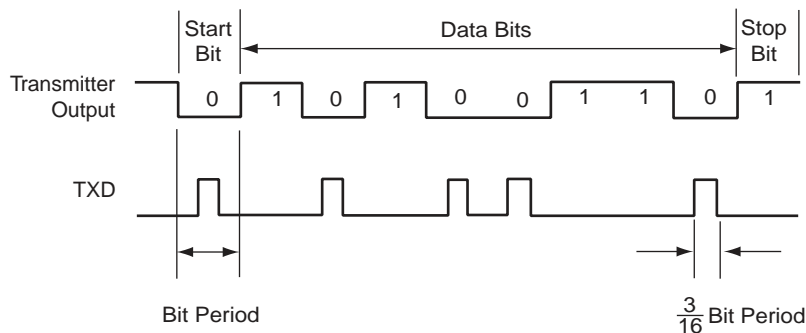 Start Bit
Data Bits
Stop Bit
Transmitter Output
0 1 0 1 0 0 1 1 0 1
TXD
Bit Period
3/16 Bit Period